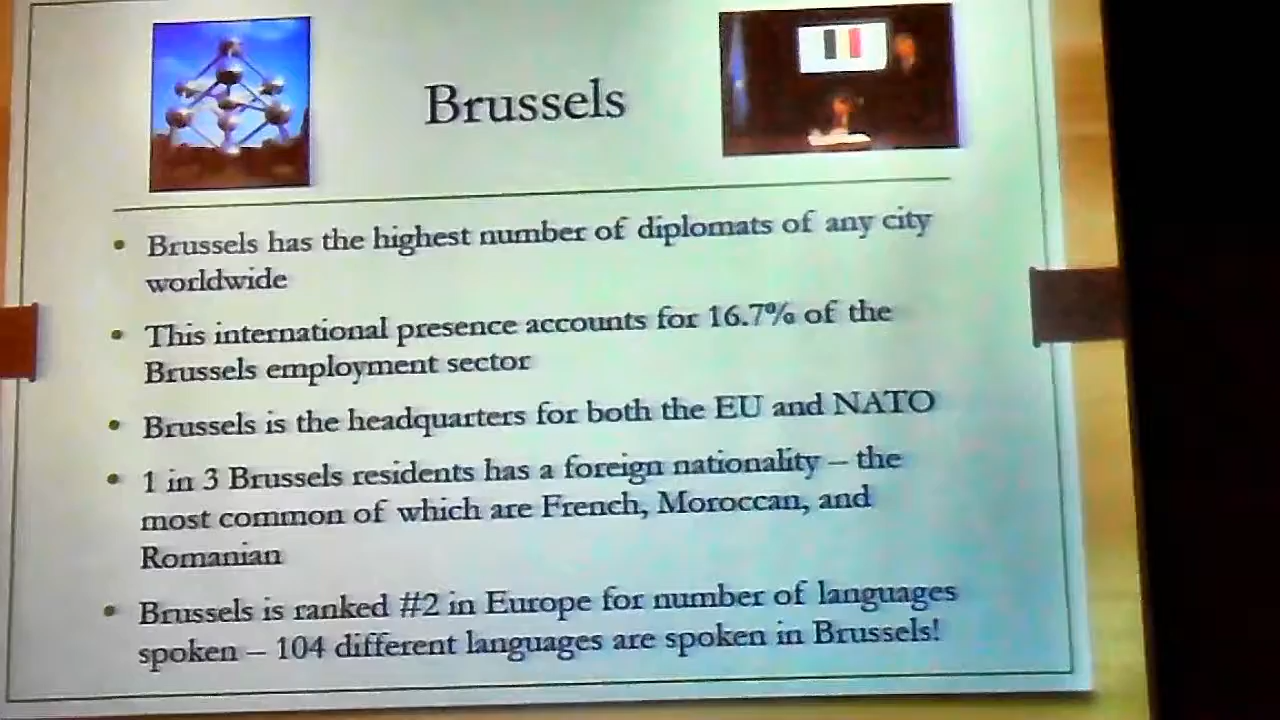 Brussels
• Brussels has the highest number of diplomats of any city
worldwide
• This international presence accounts for 16.7% of the
Brussels employment sector
• Brussels is the headquarters for both the EU and NATO
• 1 in 3 Brussels residents has a foreign nationality – the
most common of which are French, Moroccan, and
Romanian
• Brussels is ranked #2 in Europe for number of languages
spoken – 104 different languages are spoken in Brussels!